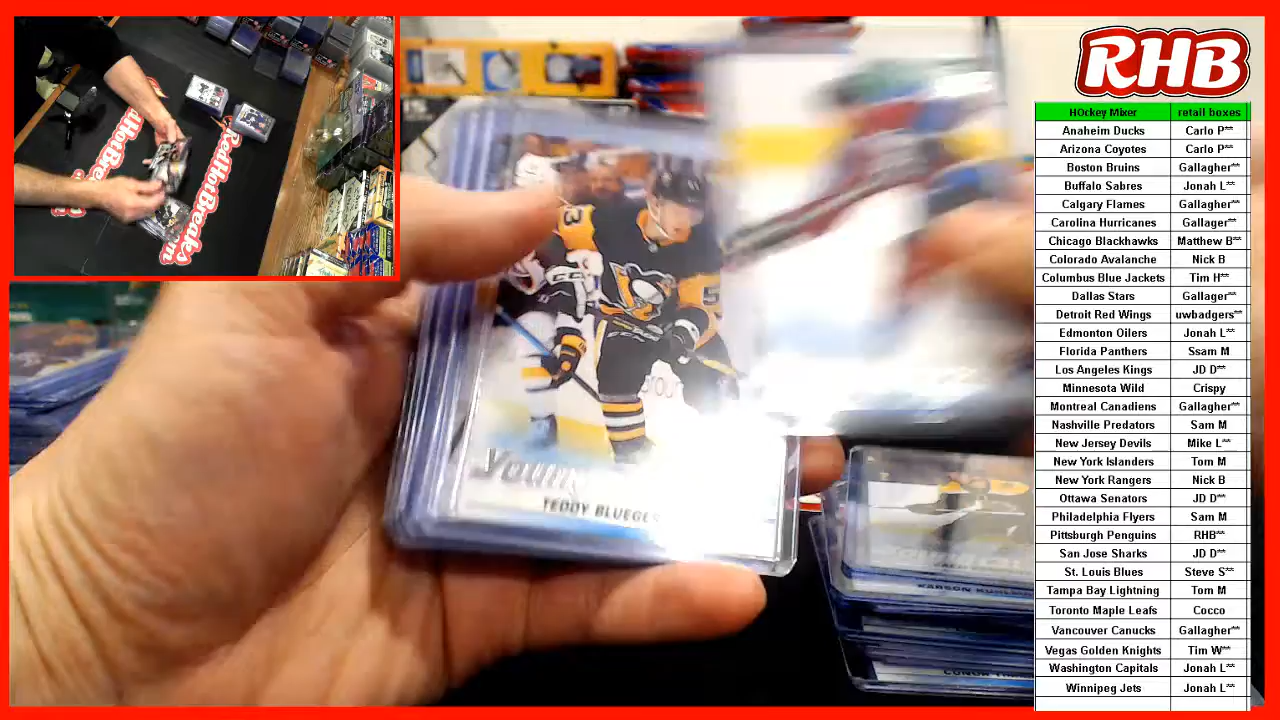 RHB
HOckey Mixer retail boxes
Anaheim Ducks Carlo P**
Arizona Coyotes Carlo P**
Boston Bruins Gallagher**
Buffalo Sabres Jonah L**
Calgary Flames Gallagher**
Carolina Hurricanes Gallager**
Chicago Blackhawks Matthew B**
Colorado Avalanche Nick B
Columbus Blue Jackets Tim H**
Dallas Stars Gallager**
Detroit Red Wings uwbadgers**
Edmonton Oilers Jonah L**
Florida Panthers Ssam M
Los Angeles Kings JD D**
Minnesota Wild Crispy
Montreal Canadiens Gallagher**
Nashville Predators Sam M
New Jersey Devils Mike L**
New York Islanders Tom M
New York Rangers Nick B
Ottawa Senators JD D**
Philadelphia Flyers Sam M
Pittsburgh Penguins RHB**
San Jose Sharks JD D**
St. Louis Blues Steve S**
Tampa Bay Lightning Tom M
Toronto Maple Leafs Cocco
Vancouver Canucks Gallagher**
Vegas Golden Knights Tim W**
Washington Capitals Jonah L**
Winnipeg Jets Jonah L**
RedHotBreaks
Young
TEDDY BLUEGER